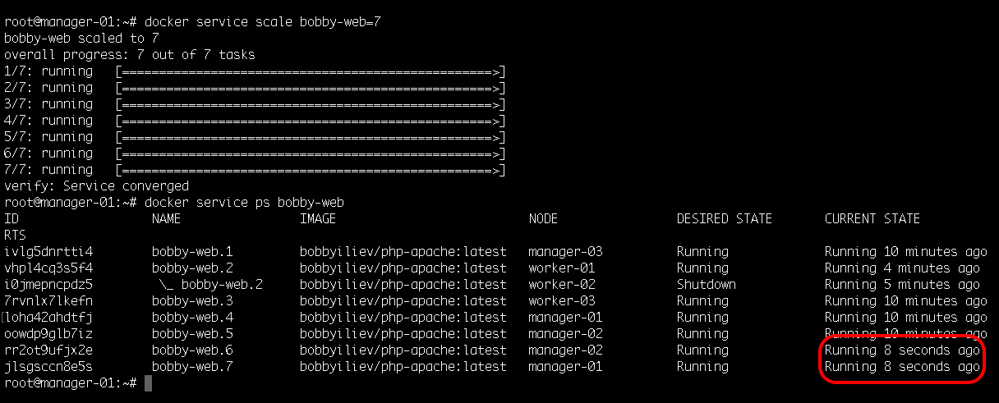 root@manager-01:~# docker service scale bobby-web=7
bobby-web scaled to 7
overall progress: 7 out of 7 tasks
1/7: running   [==================================================>]
2/7: running   [==================================================>]
3/7: running   [==================================================>]
4/7: running   [==================================================>]
5/7: running   [==================================================>]
6/7: running   [==================================================>]
7/7: running   [==================================================>]
verify: Service converged
root@manager-01:~# docker service ps bobby-web
ID                  NAME                IMAGE                          NODE                DESIRED STATE       CURRENT STATE
RTS
ivlg5dnrtti4        bobby-web.1         bobbyiliev/php-apache:latest   manager-03          Running             Running 10 minutes ago
vhpl4cq3s5f4        bobby-web.2         bobbyiliev/php-apache:latest   worker-01           Running             Running 4 minutes ago
i0jmepncpdz5         \_ bobby-web.2     bobbyiliev/php-apache:latest   worker-02           Shutdown            Running 5 minutes ago
7rvnlx7lkefn        bobby-web.3         bobbyiliev/php-apache:latest   worker-03           Running             Running 10 minutes ago
loha42ahdtfj        bobby-web.4         bobbyiliev/php-apache:latest   manager-01          Running             Running 10 minutes ago
oowdp9glb7iz        bobby-web.5         bobbyiliev/php-apache:latest   manager-02          Running             Running 10 minutes ago
rr2ot9ufjx2e        bobby-web.6         bobbyiliev/php-apache:latest   manager-02          Running             Running 8 seconds ago
jlsgsccn8e5s        bobby-web.7         bobbyiliev/php-apache:latest   manager-01          Running             Running 8 seconds ago
root@manager-01:~#